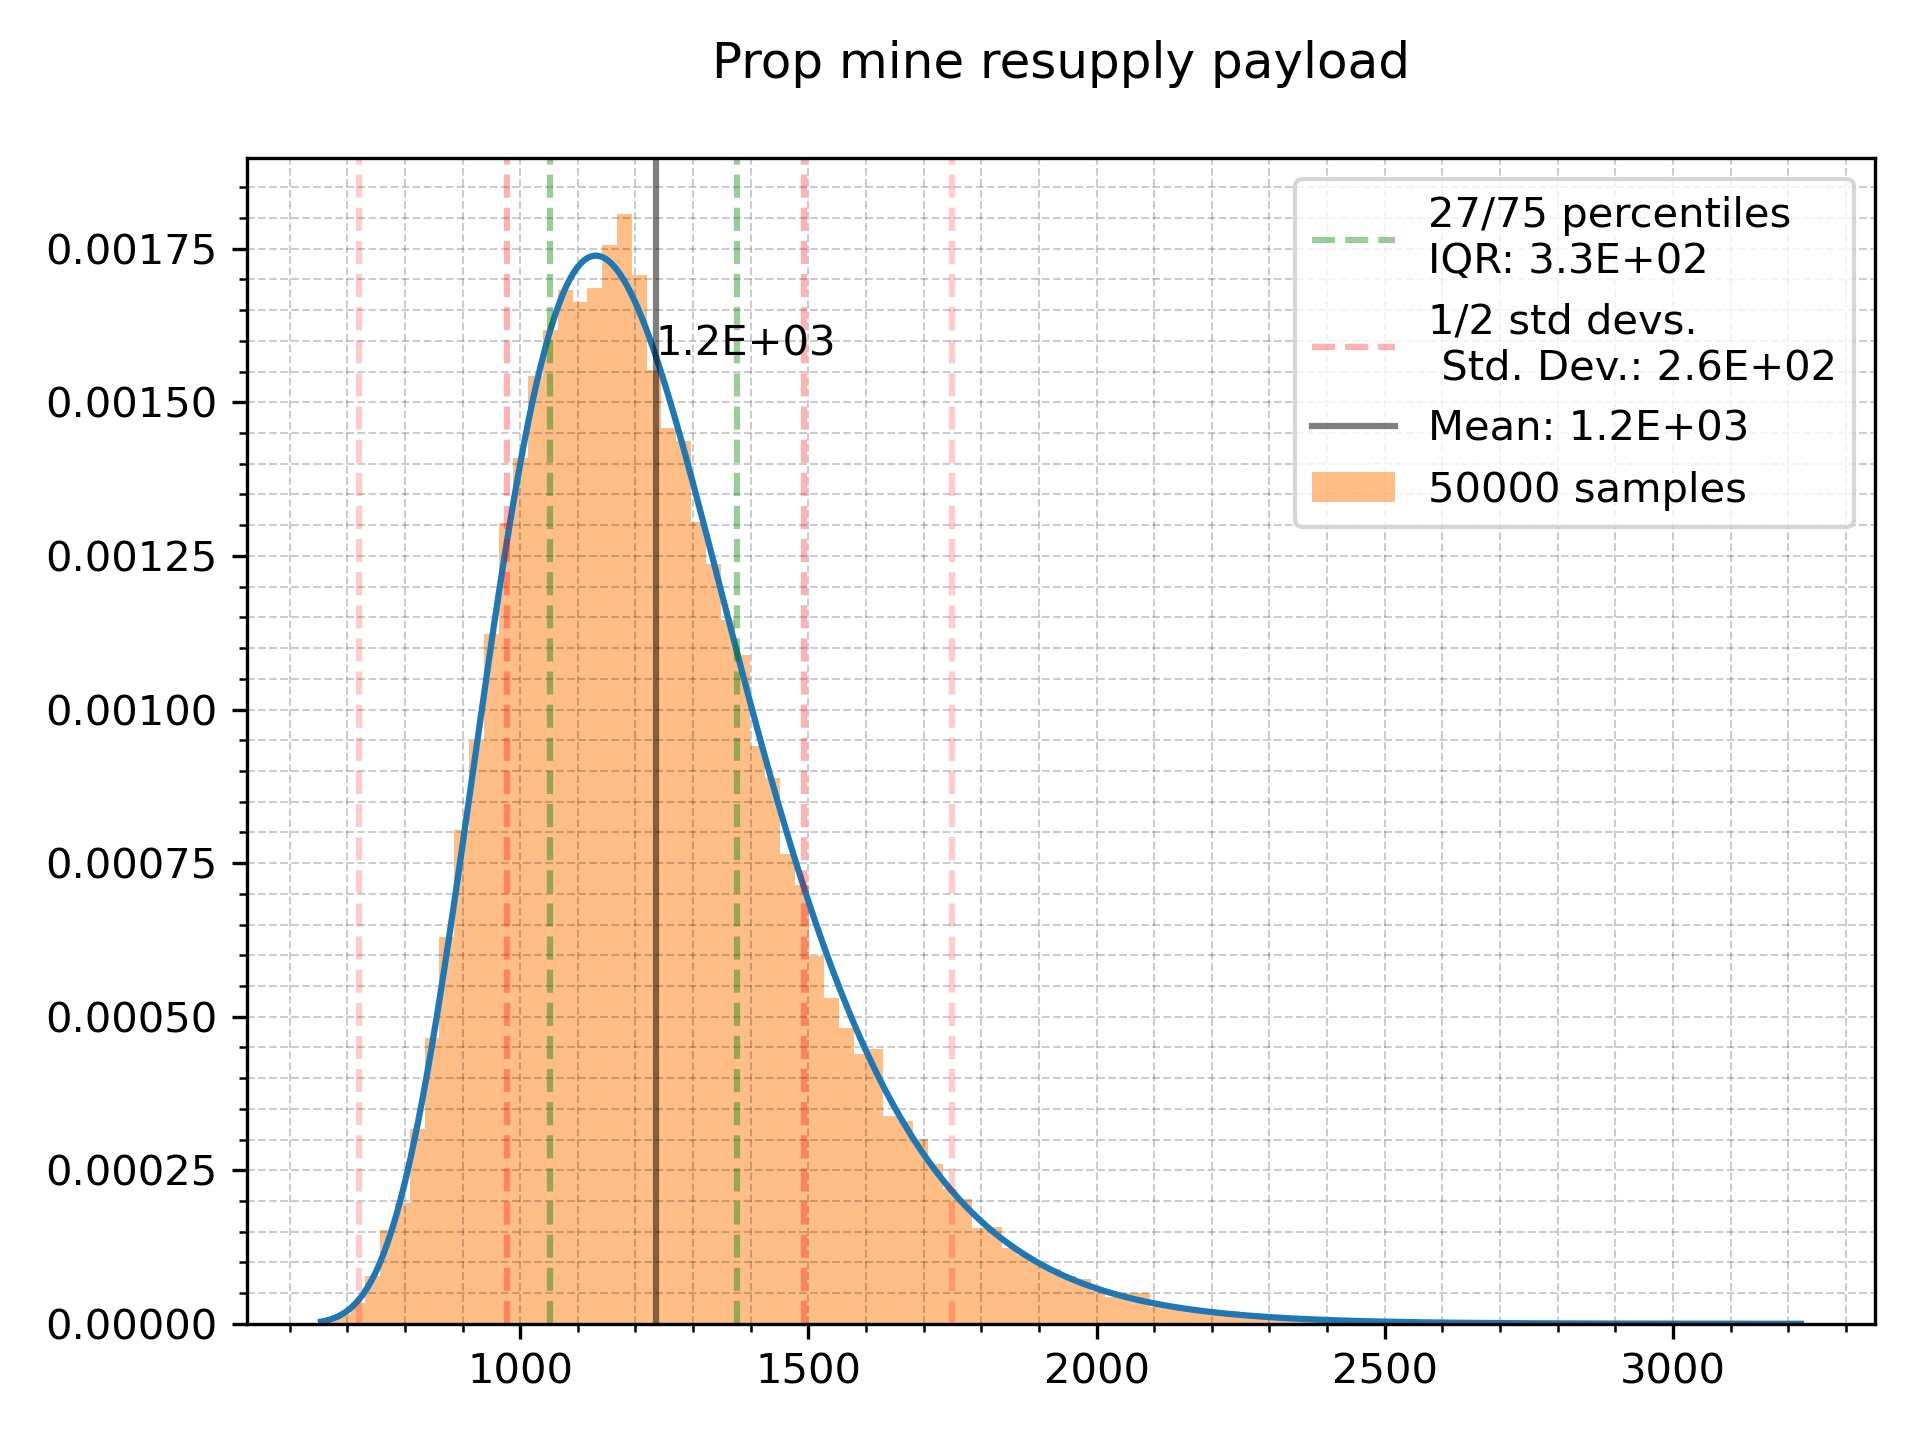 Prop mine resupply payload
27/75 percentiles
IQR: 3.3E+02
1/2 std devs.
Std. Dev.: 2.6E+02
Mean: 1.2E+03
50000 samples
1.2E+03
0.00175
0.00150
0.00125
0.00100
0.00075
0.00050
0.00025
0.00000
1000 1500 2000 2500 3000